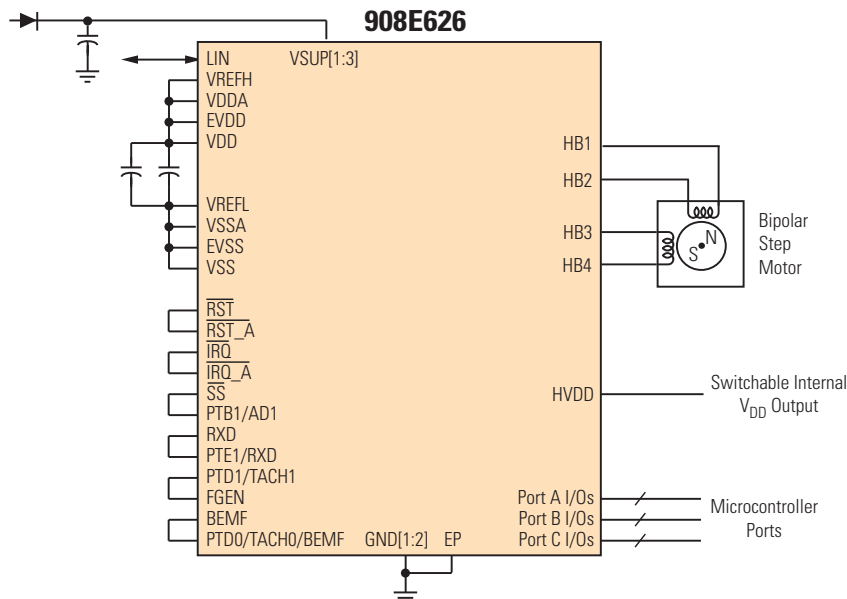 908E626
LIN
VSUP[1:3]
VREFH
VDDA
EVDD
VDD
VREFL
VSSA
EVSS
VSS
RST
RST_A
IRQ
IRQ_A
SS
PTB1/AD1
RXD
PTE1/RXD
PTD1/TACH1
FGEN
BEMF
PTD0/TACH0/BEMF
GND[1:2]
EP
HB1
HB2
HB3
HB4
N
S
Bipolar
Step
Motor
HVDD
Switchable Internal
VDD Output
Port A I/Os
Port B I/Os
Port C I/Os
Microcontroller
Ports